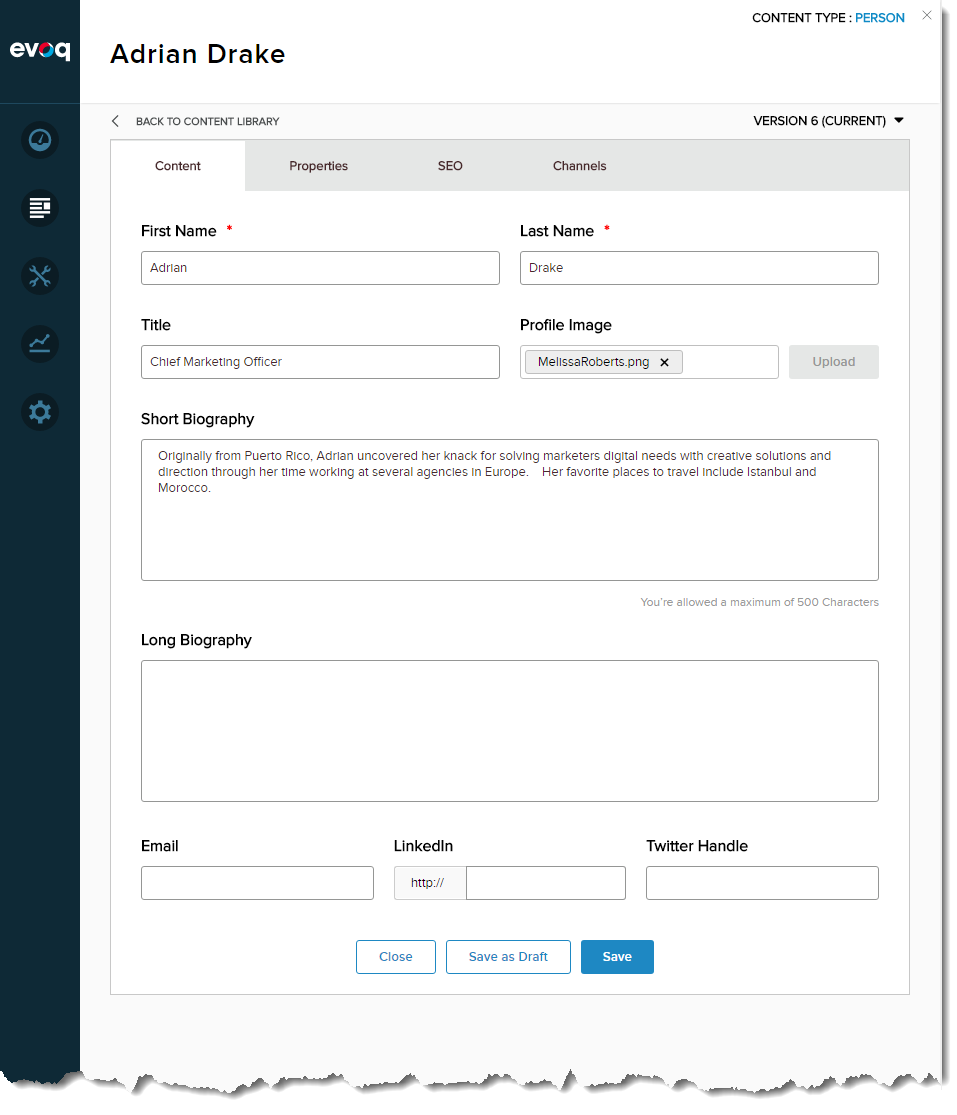 CONTENT TYPE : PERSON
evoq
Adrian Drake
BACK TO CONTENT LIBRARY
VERSION 6 (CURRENT)
Content Properties SEO Channels
First Name *
Last Name *
Adrian
Drake
Title
Profile Image
Chief Marketing Officer
MelissaRoberts.png
Upload
Short Biography
Originally from Puerto Rico, Adrian uncovered her knack for solving marketers digital needs with creative solutions and
direction through her time working at several agencies in Europe. Her favorite places to travel include Istanbul and
Morocco.
You're allowed a maximum of 500 Characters
Long Biography
Email
LinkedIn
Twitter Handle
http://
Close
Save as Draft
Save